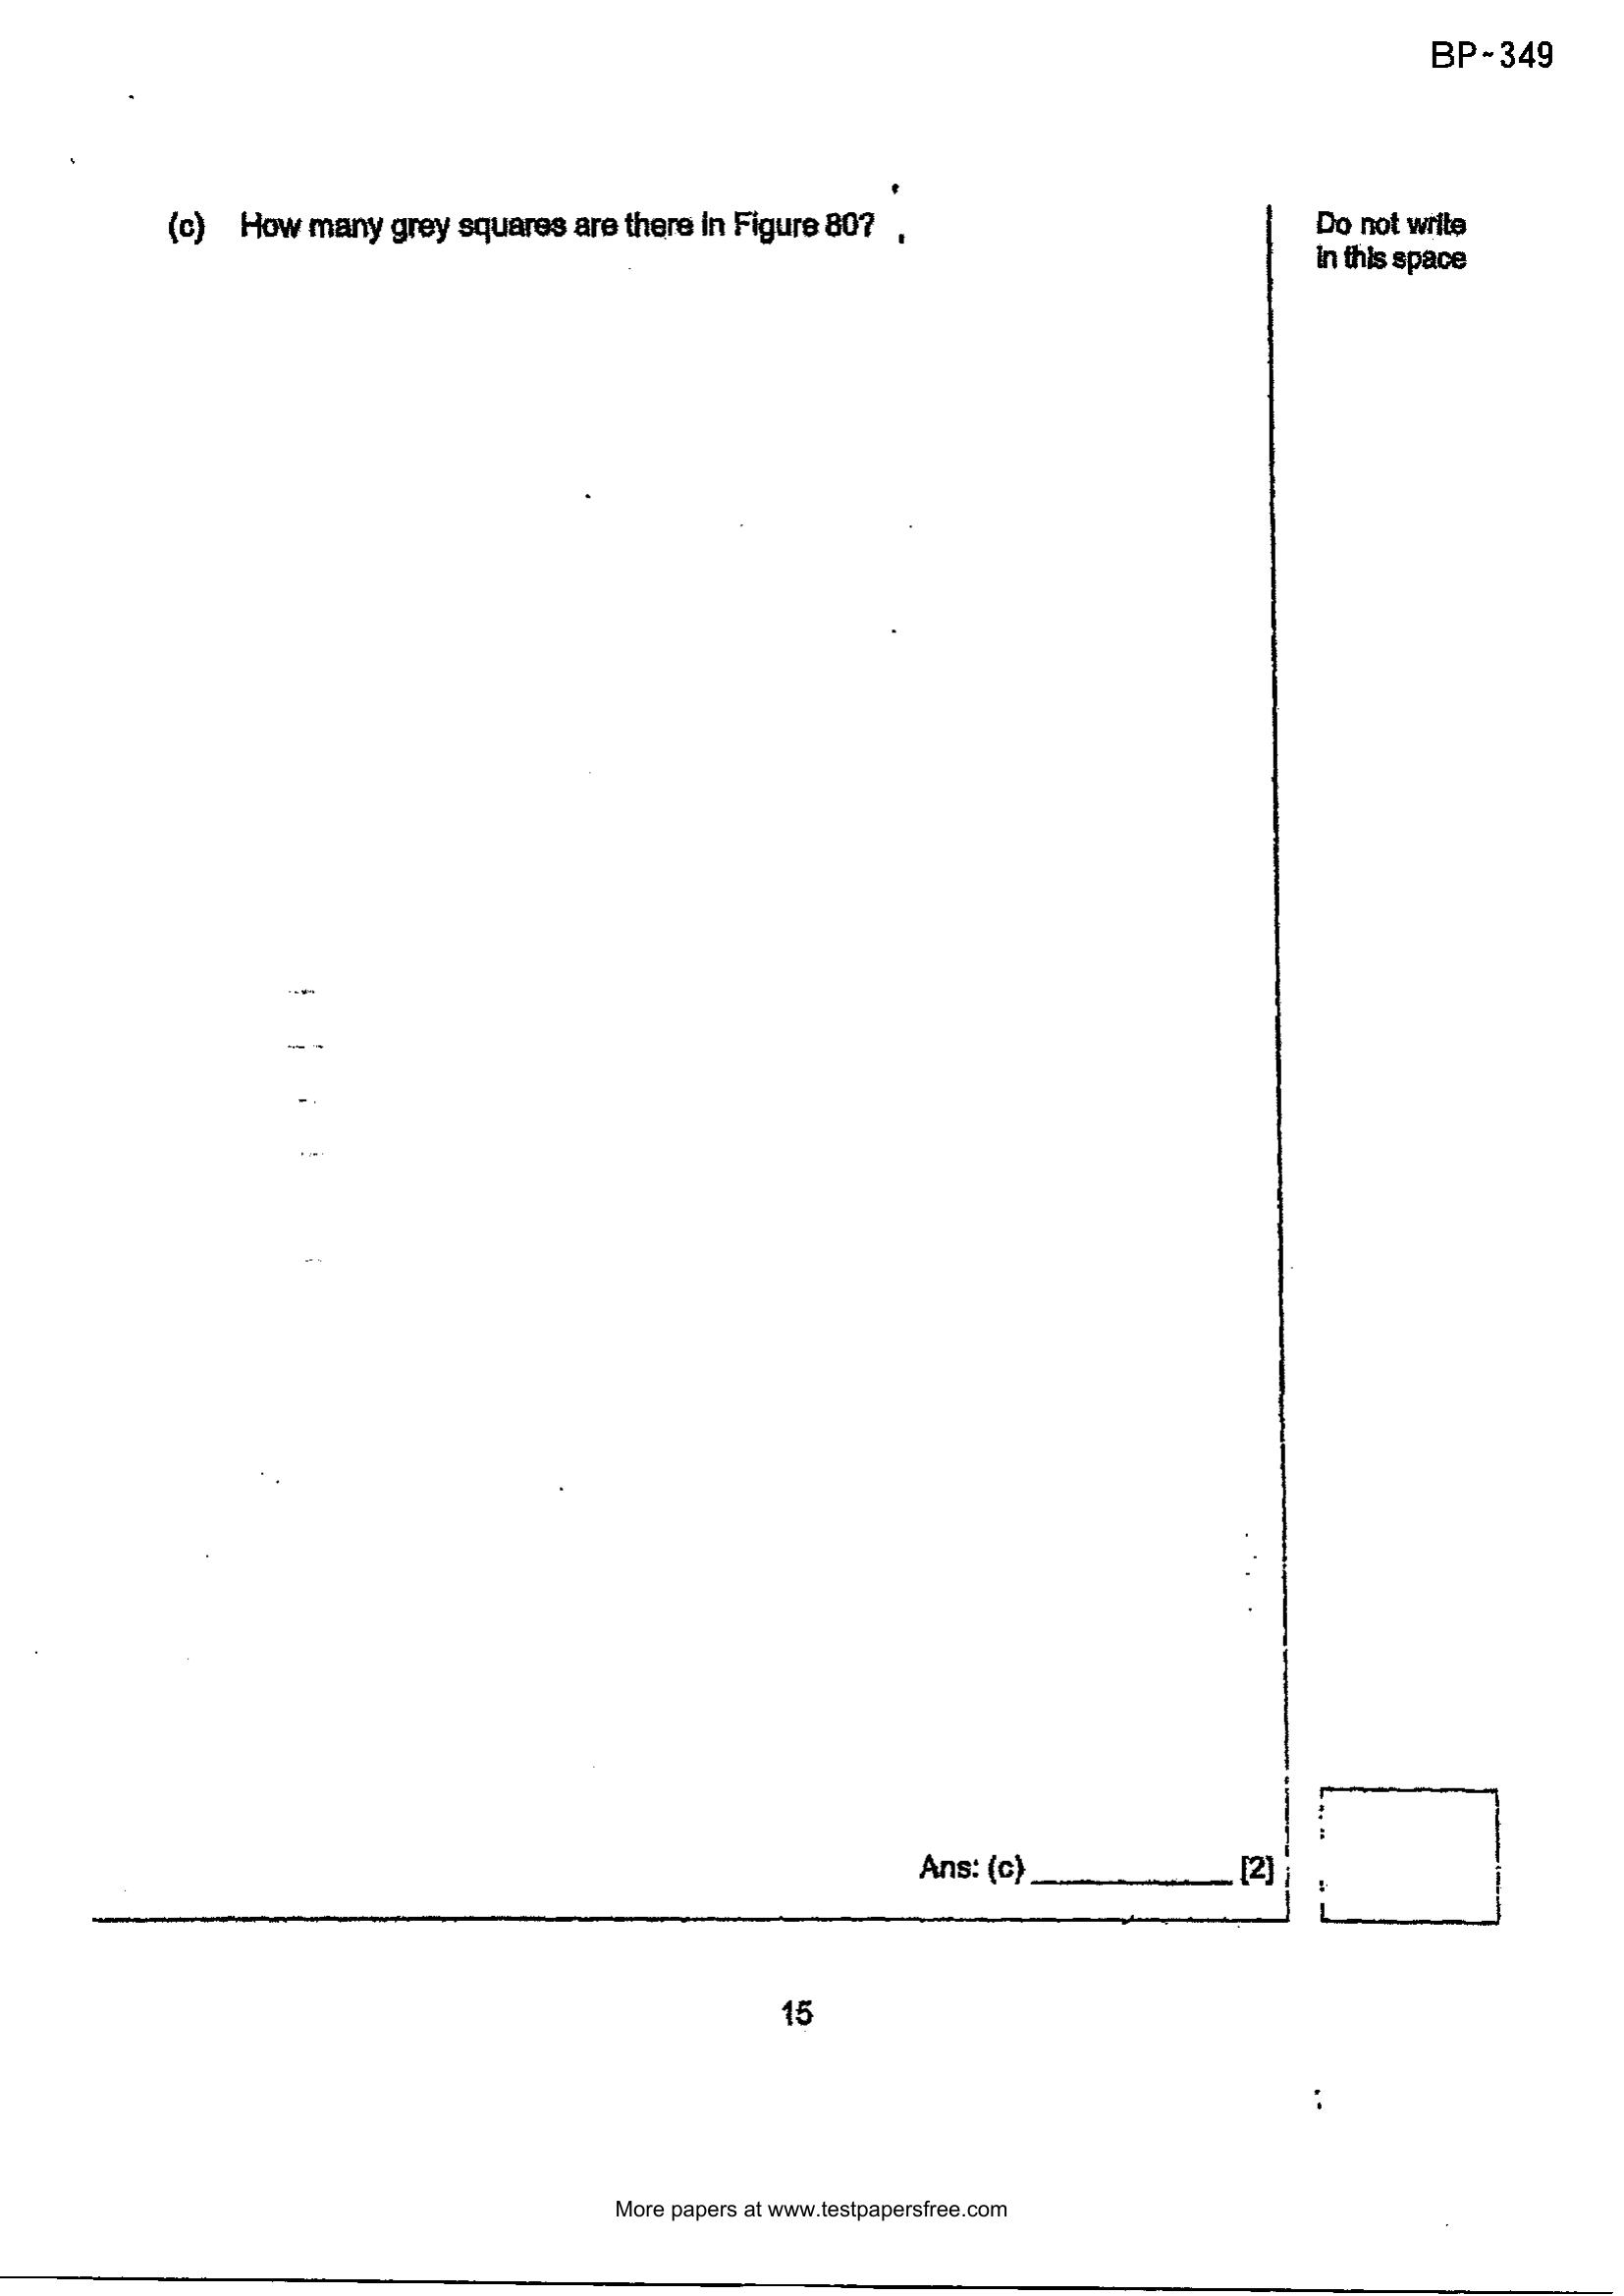 BP-349
(c) How many grey squares are there in Figure 80?
Do not write
in this space
Ans: (c) ____________ [2]
15
More papers at www.testpapersfree.com